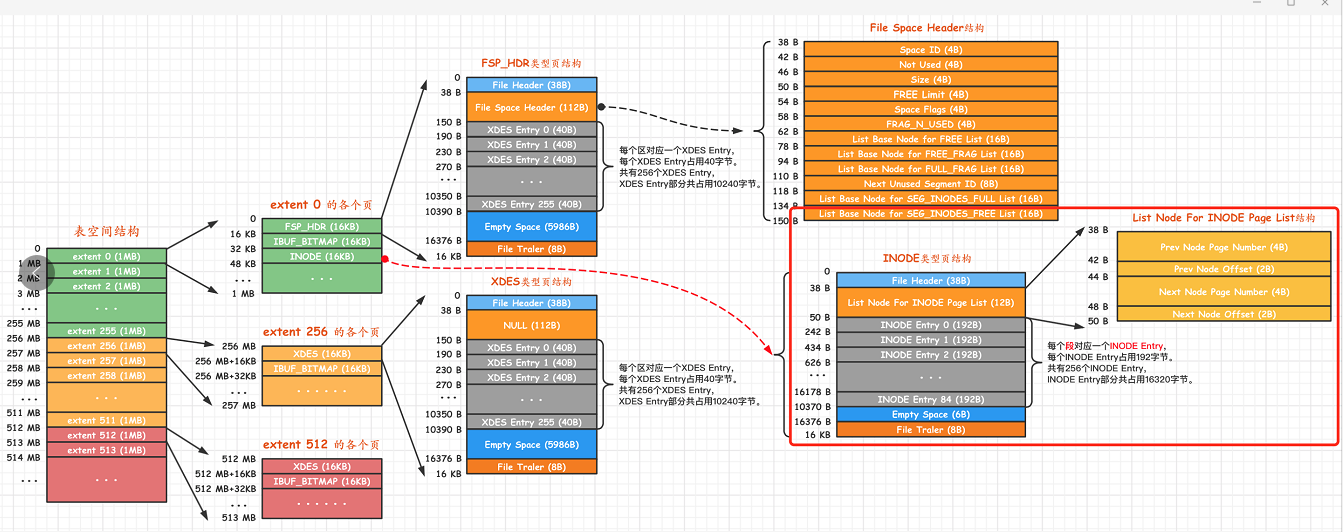 表空间结构
0
1 MB
2 MB
3 MB
...
255 MB
256 MB
257 MB
258 MB
259 MB
...
511 MB
512 MB
513 MB
514 MB
...
extent 0 (1MB)
extent 1 (1MB)
extent 2 (1MB)
...
extent 255 (1MB)
extent 256 (1MB)
extent 257 (1MB)
extent 258 (1MB)
...
extent 511 (1MB)
extent 512 (1MB)
extent 513 (1MB)
...
extent 0 的各个页
0
16 KB
32 KB
48 KB
...
1 MB
FSP_HDR (16KB)
IBUF_BITMAP (16KB)
INODE (16KB)
...
extent 256 的各个页
256 MB
256 MB+16KB
256 MB+32KB
...
257 MB
XDES (16KB)
IBUF_BITMAP (16KB)
......
extent 512 的各个页
512 MB
512 MB+16KB
512 MB+32KB
...
513 MB
XDES (16KB)
IBUF_BITMAP (16KB)
......
FSP_HDR类型页结构
0
38 B
150 B
190 B
230 B
270 B
...
10350 B
10390 B
16376 B
16 KB
File Header (38B)
File Space Header (112B)
XDES Entry 0 (40B)
XDES Entry 1 (40B)
XDES Entry 2 (40B)
...
XDES Entry 255 (40B)
Empty Space (5986B)
File Traler (8B)
每个区对应一个XDES Entry，
每个XDES Entry占用40字节。
共有256个XDES Entry，
XDES Entry部分共占用10240字节。
XDES类型页结构
0
38 B
150 B
190 B
230 B
270 B
...
10350 B
10390 B
16376 B
16 KB
File Header (38B)
NULL (112B)
XDES Entry 0 (40B)
XDES Entry 1 (40B)
XDES Entry 2 (40B)
...
XDES Entry 255 (40B)
Empty Space (5986B)
File Traler (8B)
每个区对应一个XDES Entry，
每个XDES Entry占用40字节。
共有256个XDES Entry，
XDES Entry部分共占用10240字节。
File Space Header结构
38 B
42 B
46 B
50 B
54 B
58 B
62 B
78 B
94 B
110 B
118 B
134 B
150 B
Space ID (4B)
Not Used (4B)
Size (4B)
FREE Limit (4B)
Space Flags (4B)
FRAG_N_USED (4B)
List Base Node for FREE List (16B)
List Base Node for FREE_FRAG List (16B)
List Base Node for FULL_FRAG List (16B)
Next Unused Segment ID (8B)
List Base Node for SEG_INODES_FULL List (16B)
List Base Node for SEG_INODES_FREE List (16B)
INODE类型页结构
0
38 B
50 B
242 B
434 B
626 B
...
16178 B
10370 B
16376 B
16 KB
File Header (38B)
List Node For INODE Page List (12B)
INODE Entry 0 (192B)
INODE Entry 1 (192B)
INODE Entry 2 (192B)
...
INODE Entry 84 (192B)
Empty Space (6B)
File Traler (8B)
每个段对应一个INODE Entry，
每个INODE Entry占用192字节。
共有256个INODE Entry，
INODE Entry部分共占用16320字节。
List Node For INODE Page List结构
38 B
42 B
44 B
48 B
50 B
Prev Node Page Number (4B)
Prev Node Offset (2B)
Next Node Page Number (4B)
Next Node Offset (2B)